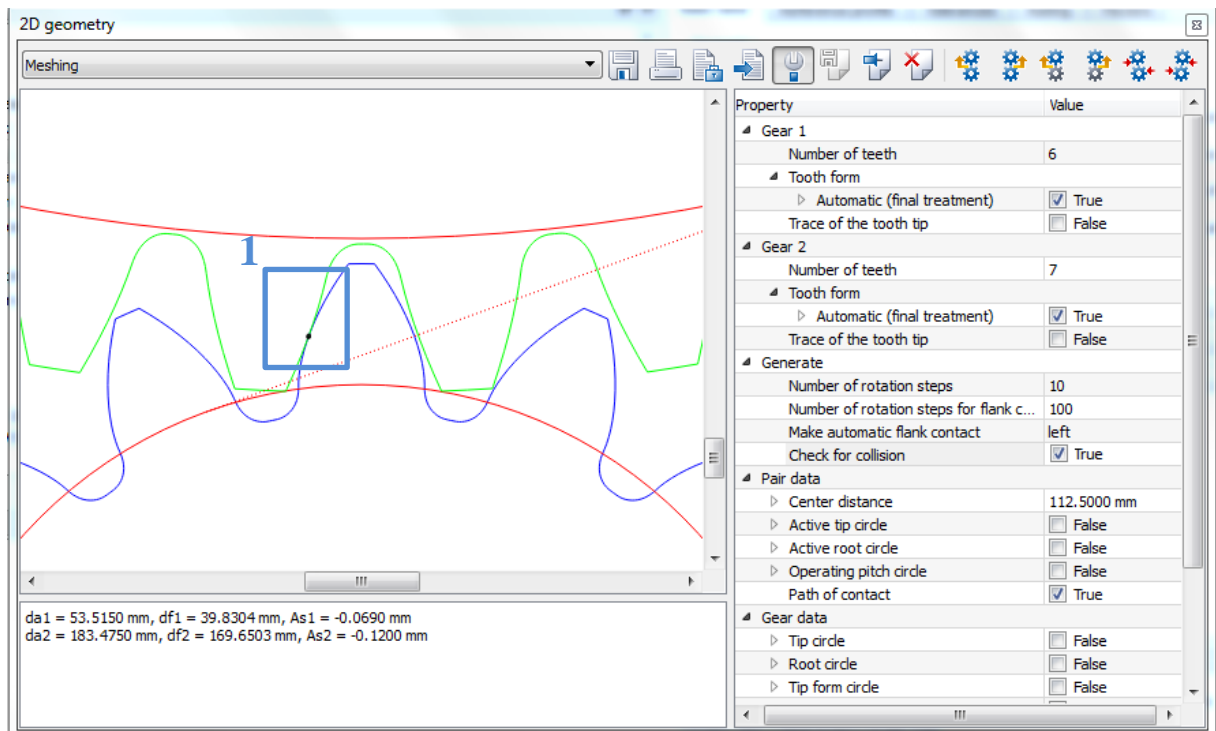 2D geometry
Meshing
1
Property Value
Gear 1
Number of teeth 6
Tooth form
Automatic (final treatment) True
Trace of the tooth tip False
Gear 2
Number of teeth 7
Tooth form
Automatic (final treatment) True
Trace of the tooth tip False
Generate
Number of rotation steps 10
Number of rotation steps for flank c... 100
Make automatic flank contact left
Check for collision True
Pair data
Center distance 112.5000 mm
Active tip circle False
Active root circle False
Operating pitch circle False
Path of contact True
Gear data
Tip circle False
Root circle False
Tip form circle False
da1 = 53.5150 mm, df1 = 39.8304 mm, As1 = -0.0690 mm
da2 = 183.4750 mm, df2 = 169.6503 mm, As2 = -0.1200 mm